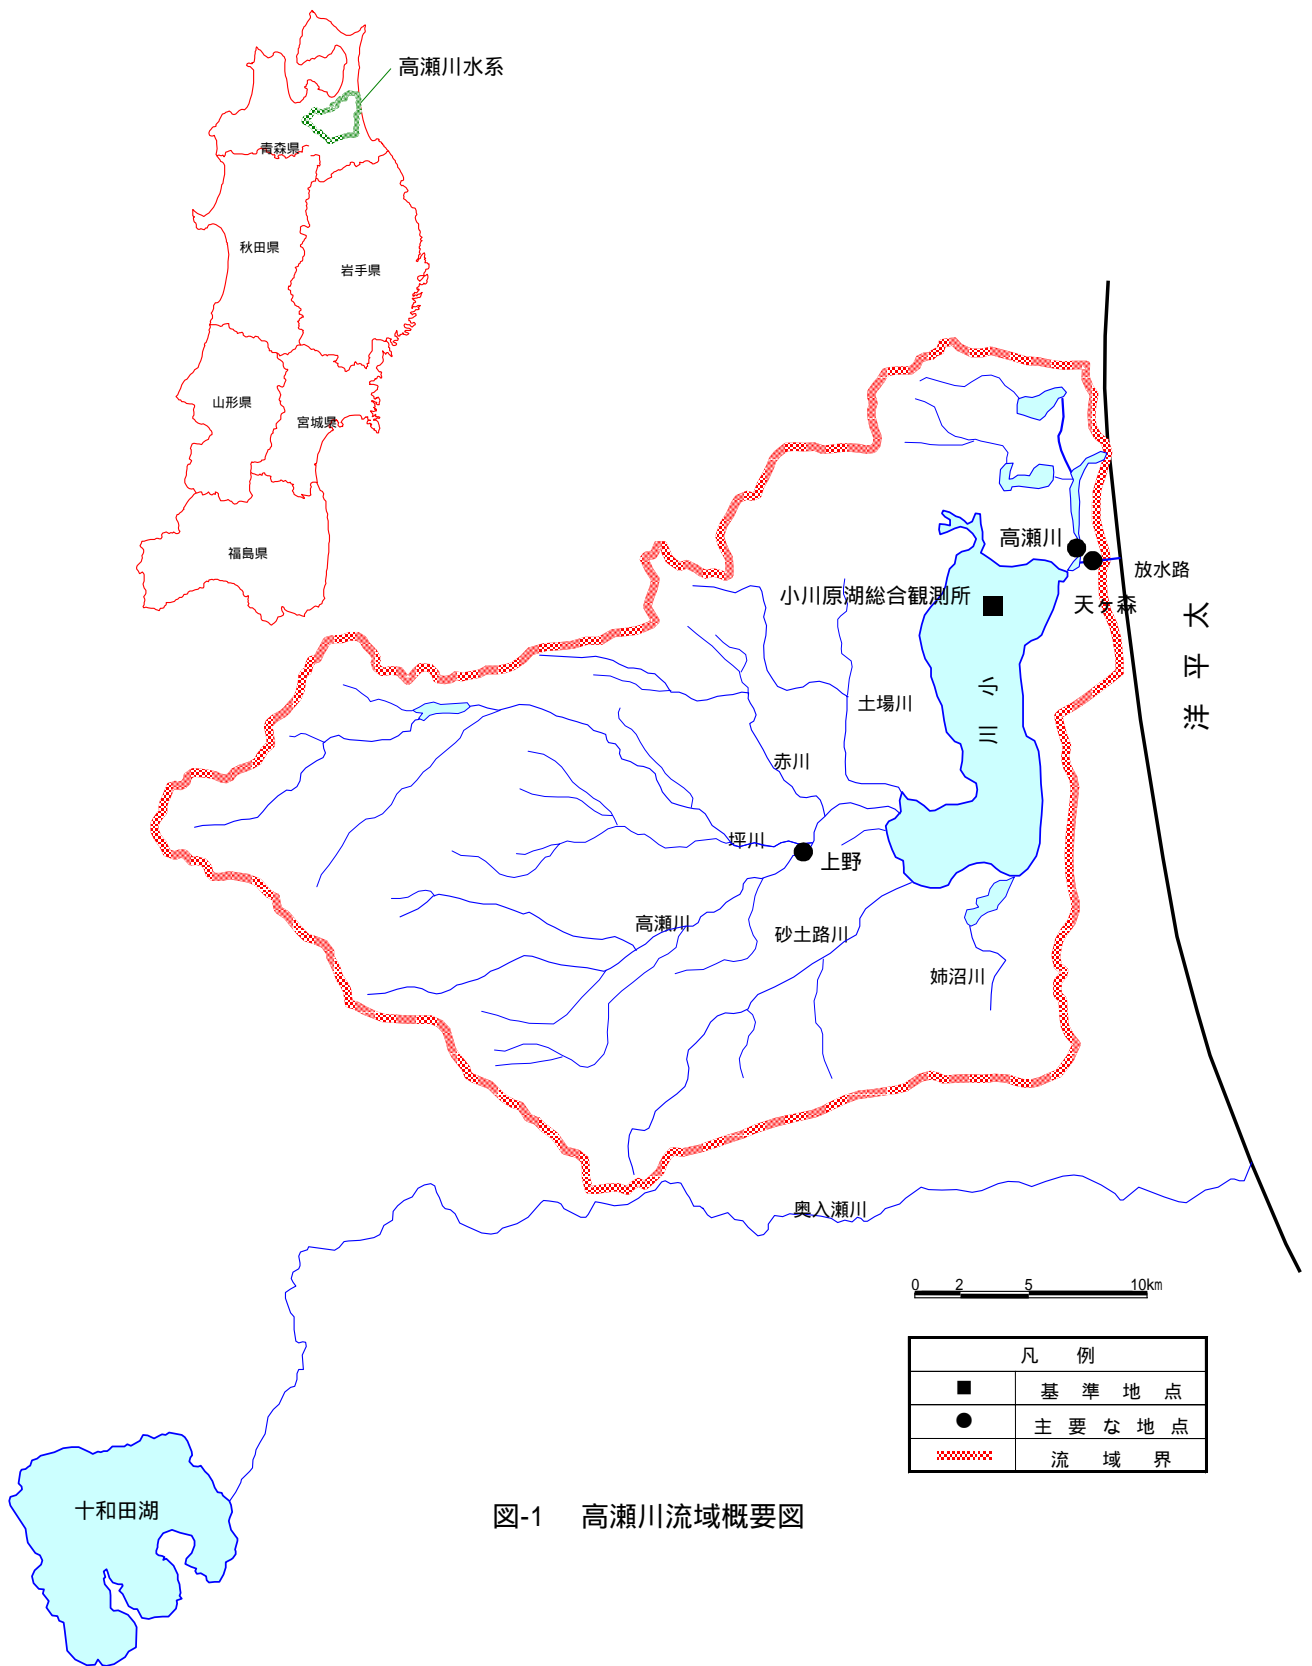 高瀬川水系
青森県
秋田県
岩手県
山形県
宮城県
福島県
高瀬川
放水路
小川原湖総合観測所
天ヶ森
太平洋
小川
土場川
赤川
坪川
上野
高瀬川
砂土路川
姉沼川
奥入瀬川
0 2 5 10㎞
凡 例
基 準 地 点
主 要 な 地 点
流 域 界
十和田湖
図-1 高瀬川流域概要図